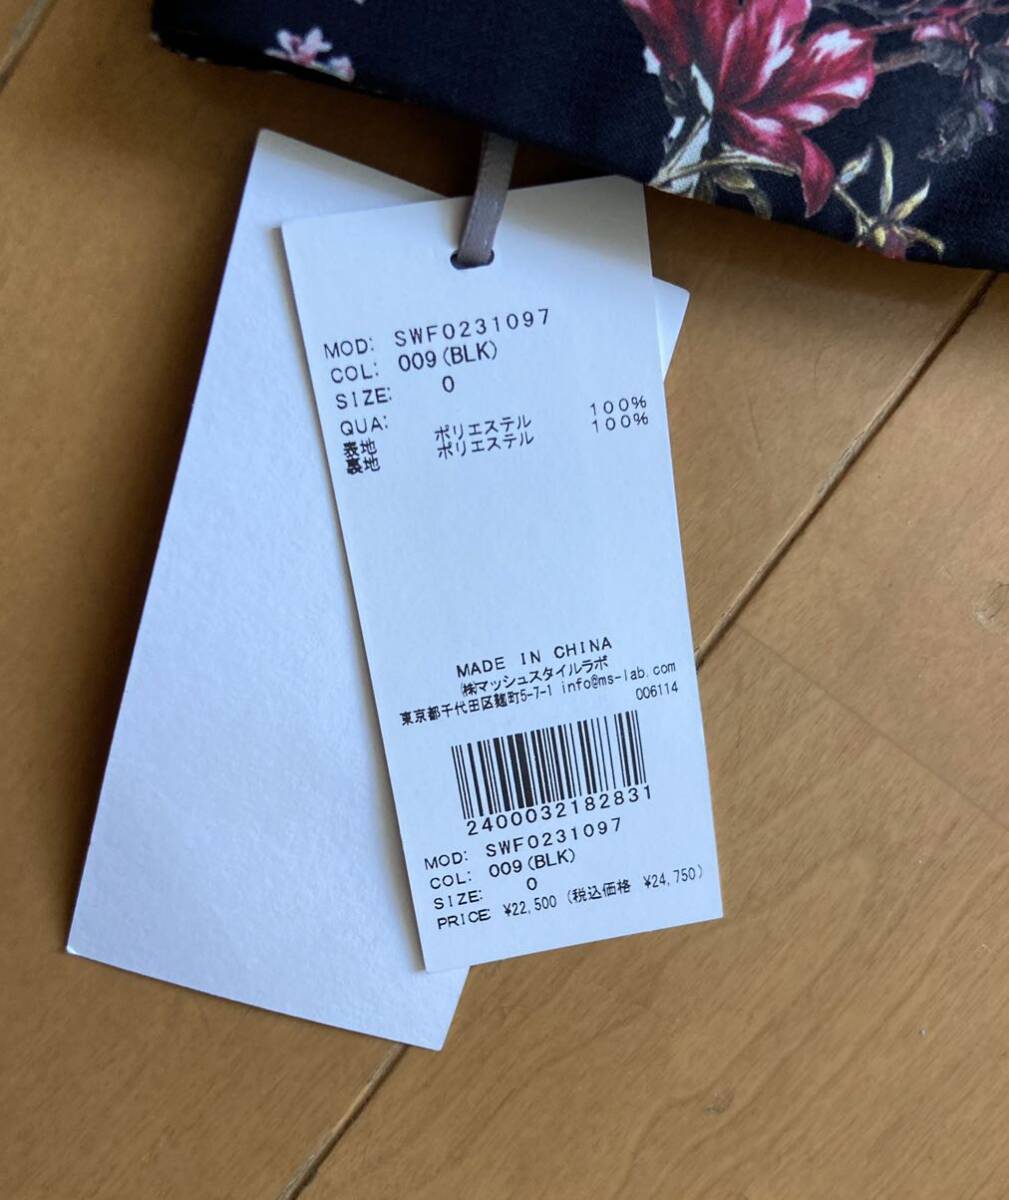 MOD: SWF0231097
COL: 009(BLK)
SIZE: 0
QUA:
表地 ポリエステル 100%
裏地 ポリエステル 100%
MADE IN CHINA
㈱マッシュスタイルラボ
東京都千代田区麹町5-7-1 info@ms-lab.com
006114
2400032182831
MOD: SWF0231097
COL: 009(BLK)
SIZE: 0
PRICE: ¥22,500 (税込価格 ¥24,750)